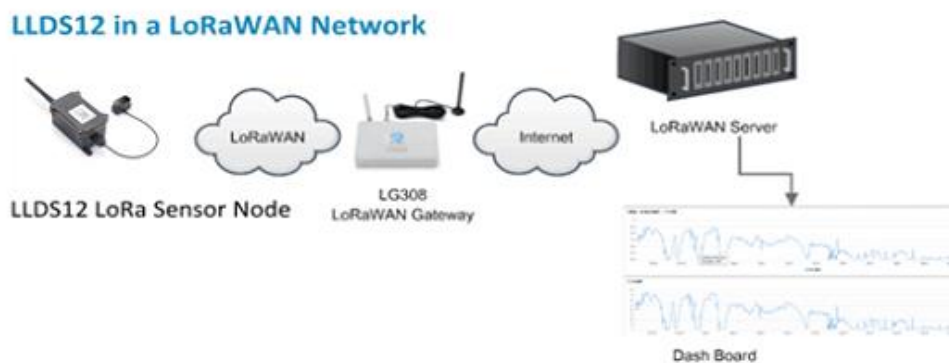 LLDS12 in a LoRaWAN Network
LoRaWAN
Internet
LoRaWAN Server
LLDS12 LoRa Sensor Node
LG308
LoRaWAN Gateway
Dash Board